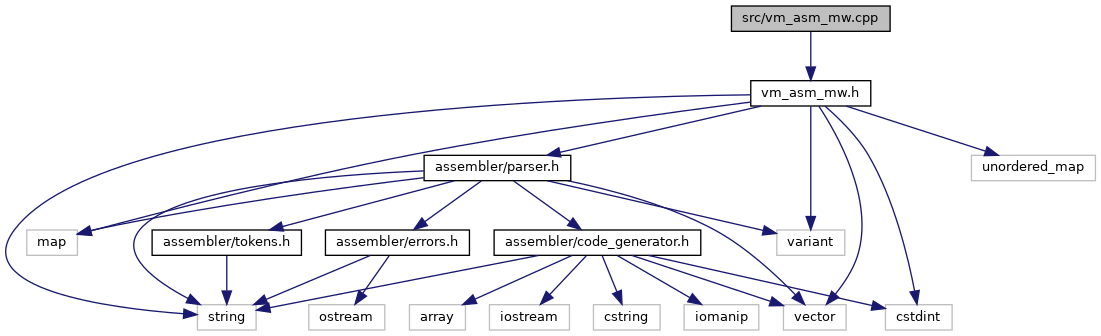 src/vm_asm_mw.cpp
vm_asm_mw.h
assembler/parser.h
unordered_map
map
assembler/tokens.h
assembler/errors.h
assembler/code_generator.h
variant
string
ostream
array
iostream
cstring
iomanip
vector
cstdint